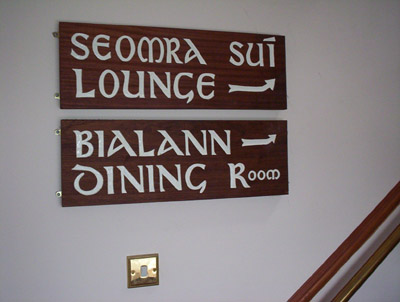 SEOMRA SUÍ
LOUNGE
BIALANN
DINING ROOM